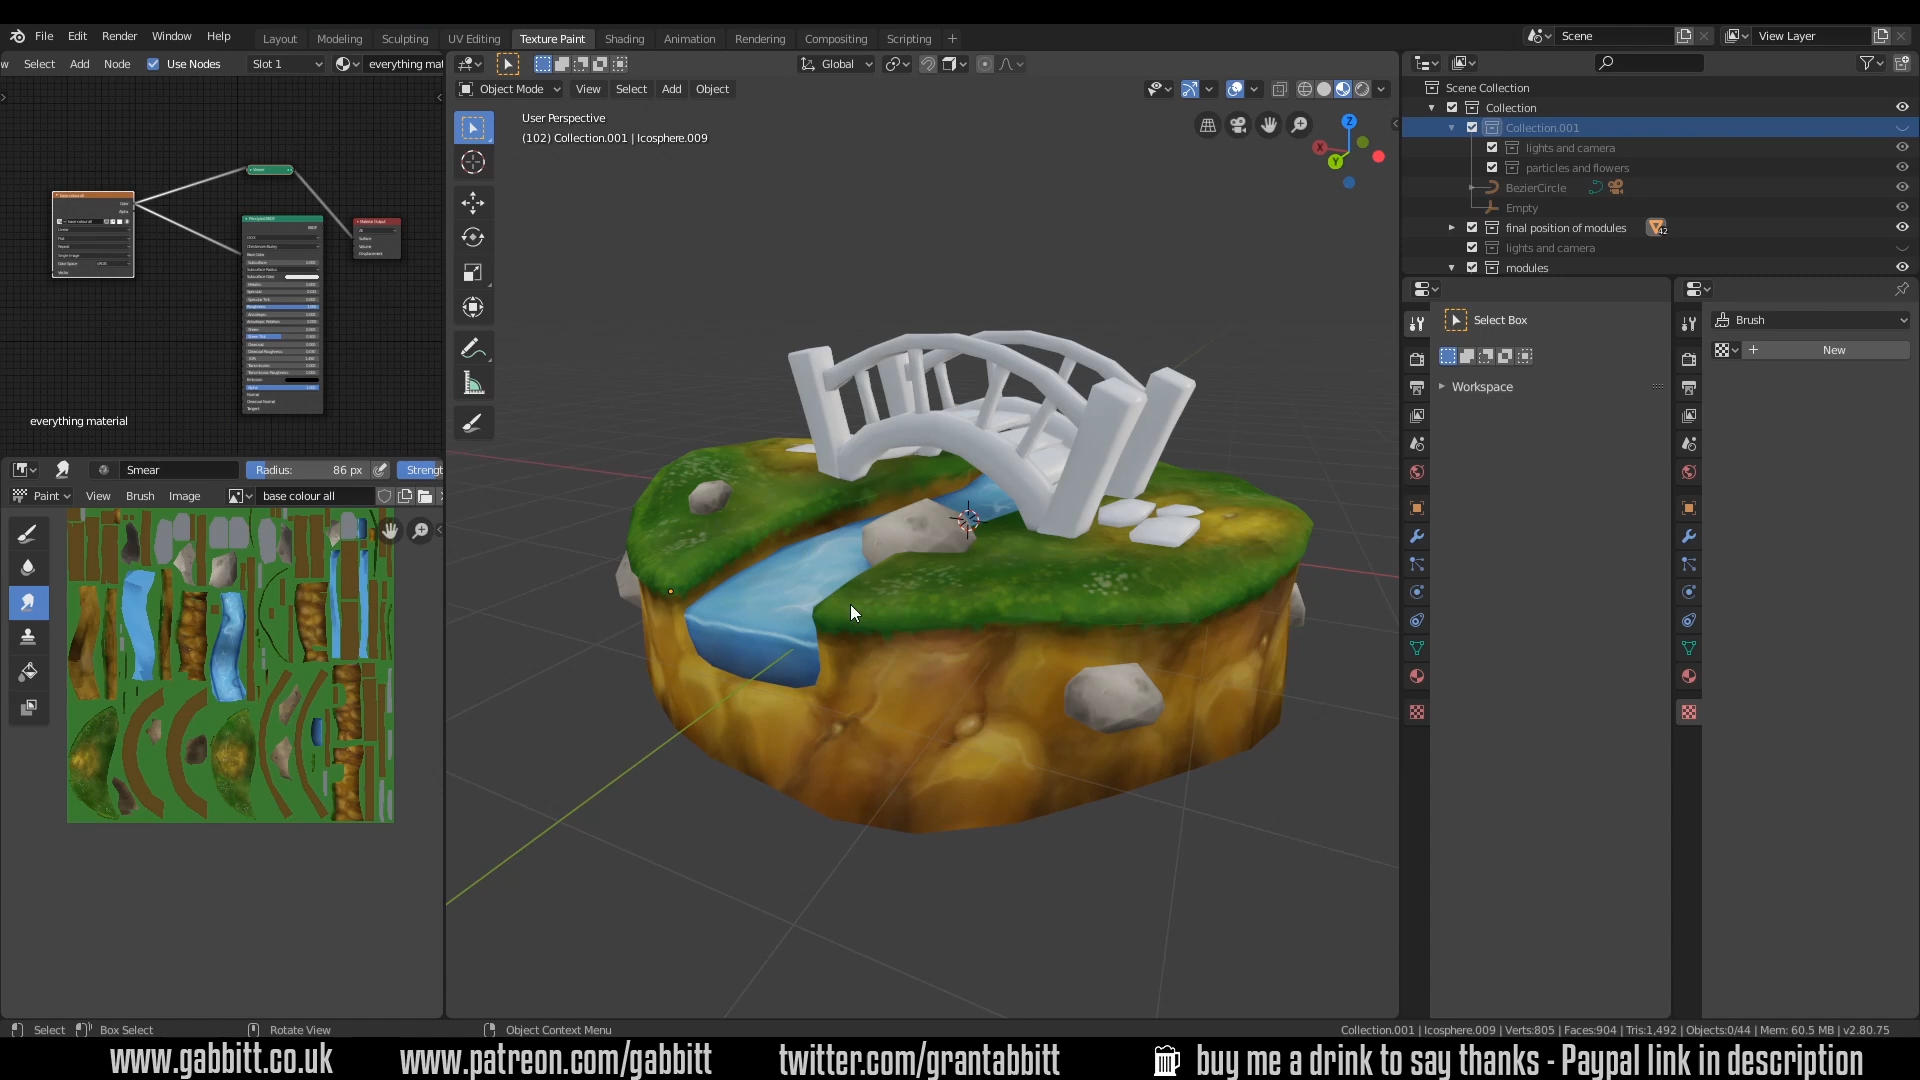 File Edit Render Window Help
Layout Modeling Sculpting UV Editing Texture Paint Shading Animation Rendering Compositing Scripting
Scene
View Layer
w Select Add Node Use Nodes Slot 1 everything mat
Global
Object Mode View Select Add Object
User Perspective
(102) Collection.001 | Icosphere.009
Z
X
Y
Scene Collection
Collection
Collection.001
lights and camera
particles and flowers
BezierCircle
Empty
final position of modules 42
lights and camera
modules
Select Box
Workspace
Brush
New
everything material
Smear Radius: 86 px Strengt
Paint View Brush Image base colour all
Select Box Select Rotate View Object Context Menu
Collection.001 | Icosphere.009 | Verts:805 | Faces:904 | Tris:1,492 | Objects:0/44 | Mem: 60.5 MB | v2.80.75
www.gabbitt.co.uk www.patreon.com/gabbitt twitter.com/grantabbitt buy me a drink to say thanks - Paypal link in description